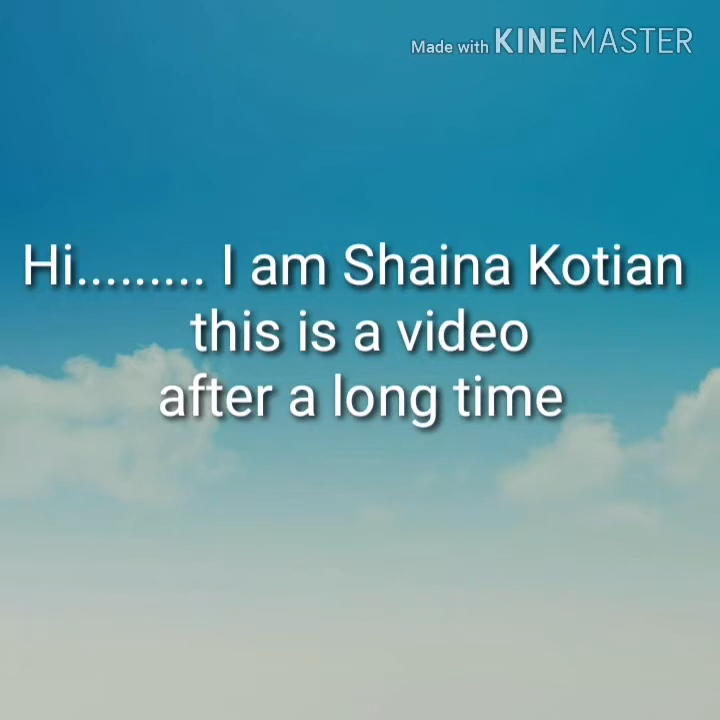 Made with KINEMASTER
Hi......... I am Shaina Kotian
this is a video
after a long time